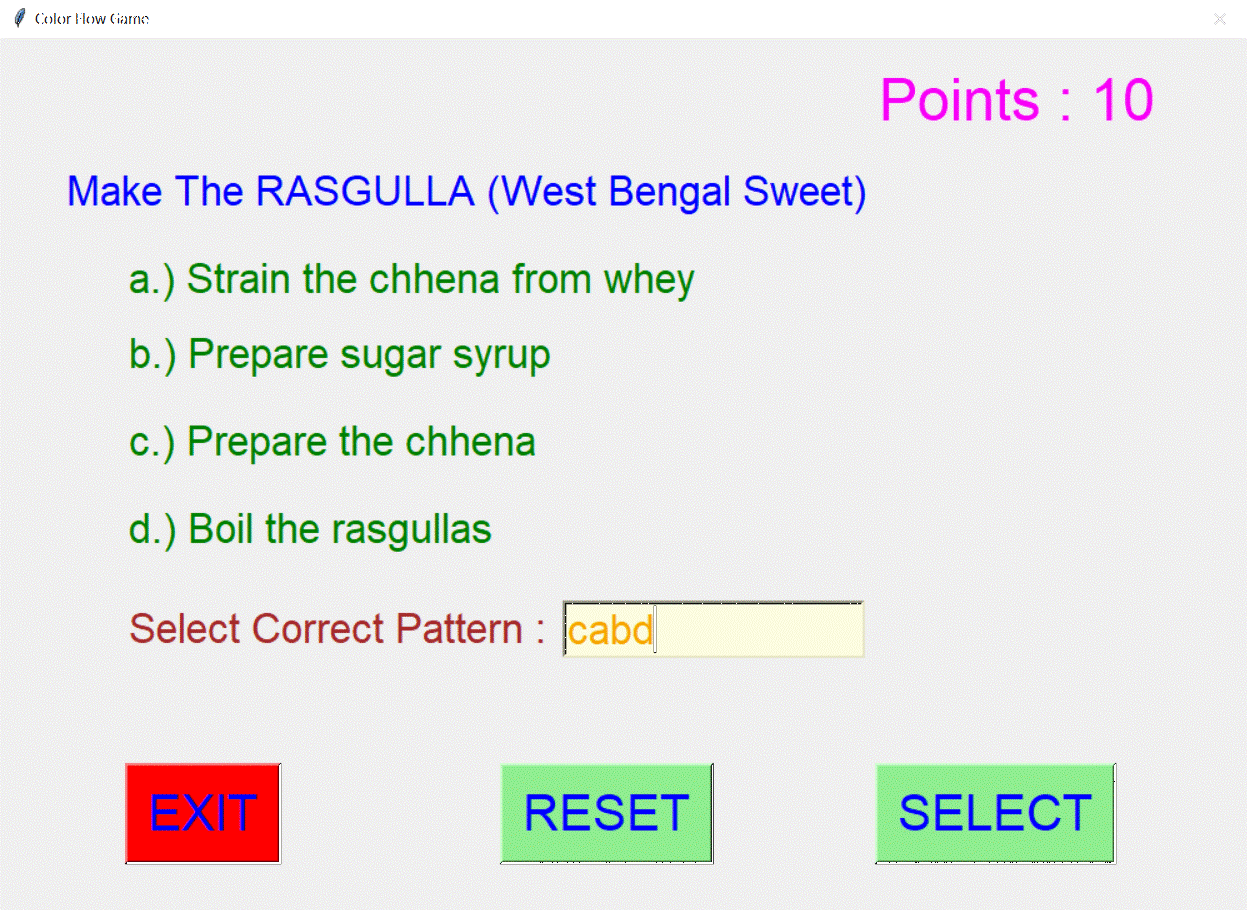 Color Flow Game
Points : 10
Make The RASGULLA (West Bengal Sweet)
a.) Strain the chhena from whey
b.) Prepare sugar syrup
c.) Prepare the chhena
d.) Boil the rasgullas
Select Correct Pattern : cabd
EXIT RESET SELECT